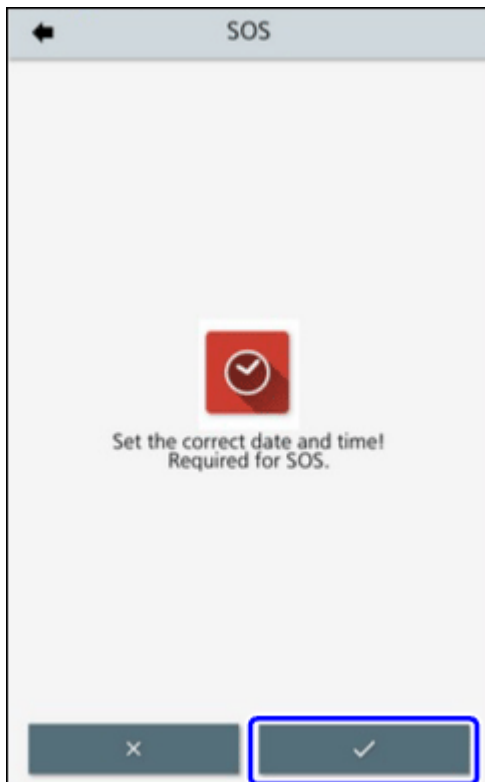 SOS
Set the correct date and time!
Required for SOS.